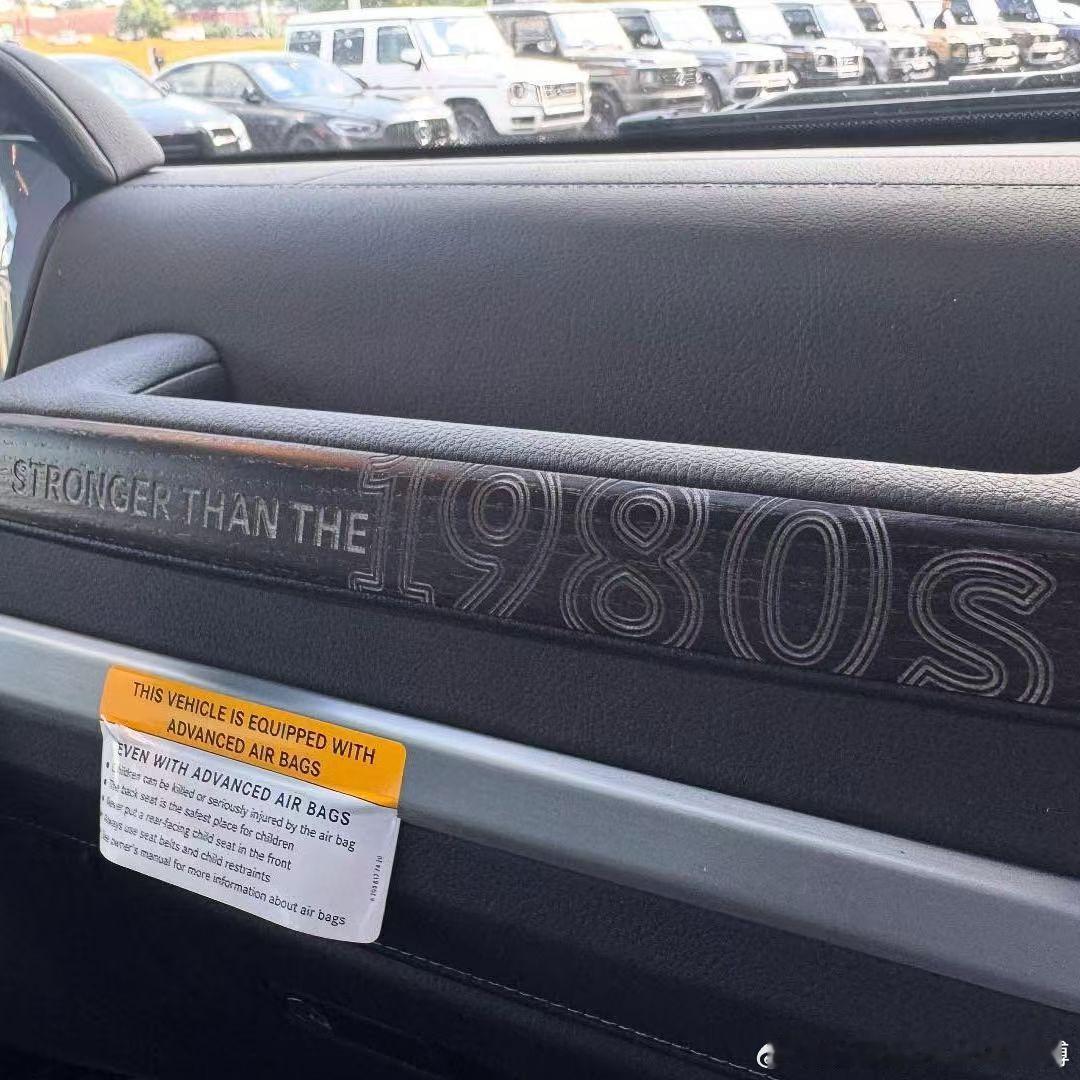 STRONGER THAN THE 1980s
THIS VEHICLE IS EQUIPPED WITH
ADVANCED AIR BAGS
EVEN WITH ADVANCED AIR BAGS
• Children can be killed or seriously injured by the air bag
• The back seat is the safest place for children
• Never put a rear-facing child seat in the front
• Always use seat belts and child restraints
owner's manual for more information about air bags